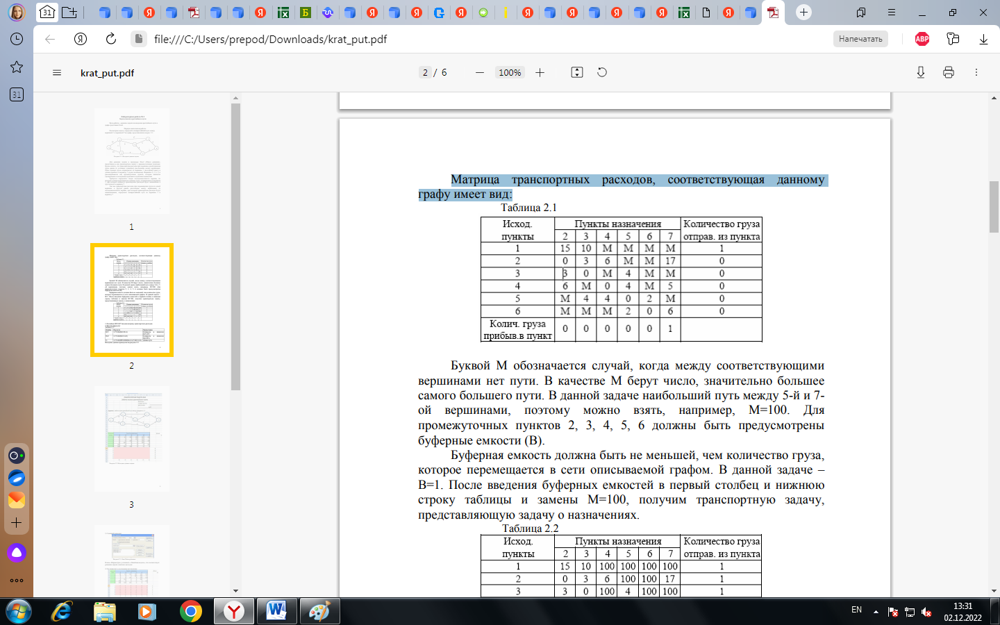 31
Я
file:///C:/Users/prepod/Downloads/krat_put.pdf
Напечатать
ABP
31
krat_put.pdf
2 / 6
100%
1
2
3
Матрица транспортных расходов, соответствующая данному
графу имеет вид:
Таблица 2.1
Исход. пункты Пункты назначения Количество груза отправ. из пункта
2 3 4 5 6 7
1 15 10 М М М М 1
2 0 3 6 М М 17 0
3 3 0 М 4 М М 0
4 6 М 0 4 М 5 0
5 М 4 4 0 2 М 0
6 М М М 2 0 6 0
Колич. груза прибыв.в пункт 0 0 0 0 0 1
Буквой М обозначается случай, когда между соответствующими
вершинами нет пути. В качестве М берут число, значительно большее
самого большего пути. В данной задаче наибольший путь между 5-й и 7-
ой вершинами, поэтому можно взять, например, М=100. Для
промежуточных пунктов 2, 3, 4, 5, 6 должны быть предусмотрены
буферные емкости (В).
Буферная емкость должна быть не меньшей, чем количество груза,
которое перемещается в сети описываемой графом. В данной задаче –
В=1. После введения буферных емкостей в первый столбец и нижнюю
строку таблицы и замены М=100, получим транспортную задачу,
представляющую задачу о назначениях.
Таблица 2.2
Исход. пункты Пункты назначения Количество груза отправ. из пункта
2 3 4 5 6 7
1 15 10 100 100 100 100 1
2 0 3 6 100 100 17 1
3 3 0 100 4 100 100 1
EN
13:31
02.12.2022